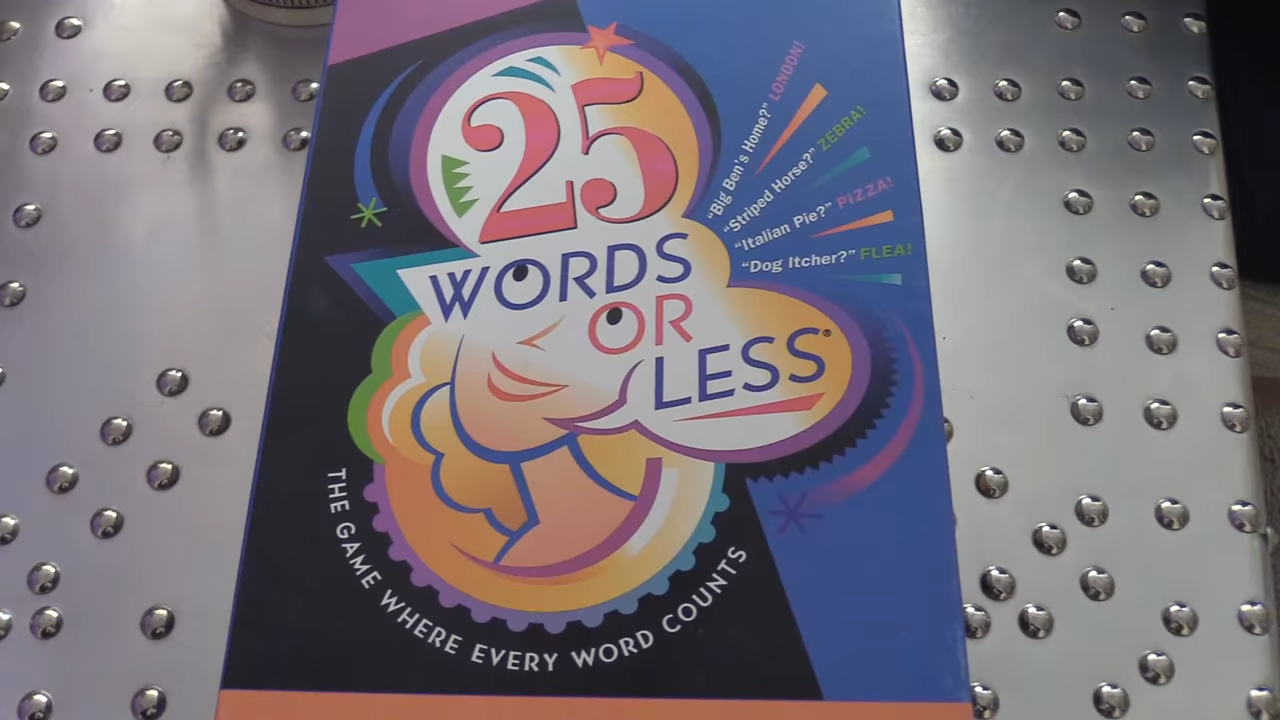 25
WORDS
OR
LESS®
"Big Ben's Home?" LONDON!
"Striped Horse?" ZEBRA!
"Italian Pie?" PIZZA!
"Dog Itcher?" FLEA!
THE GAME WHERE EVERY WORD COUNTS